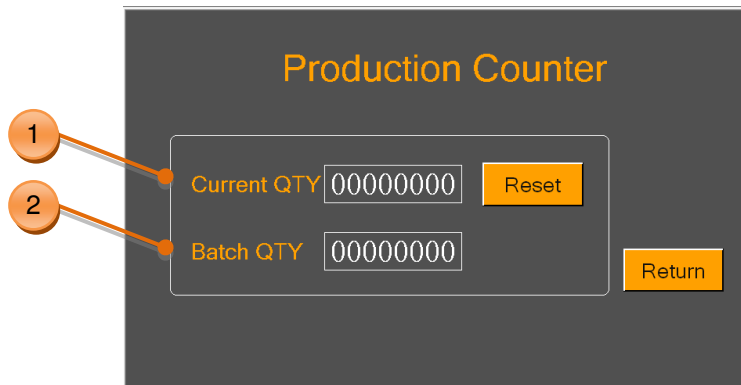 Production Counter
1
Current QTY 00000000 Reset
2
Batch QTY 00000000
Return